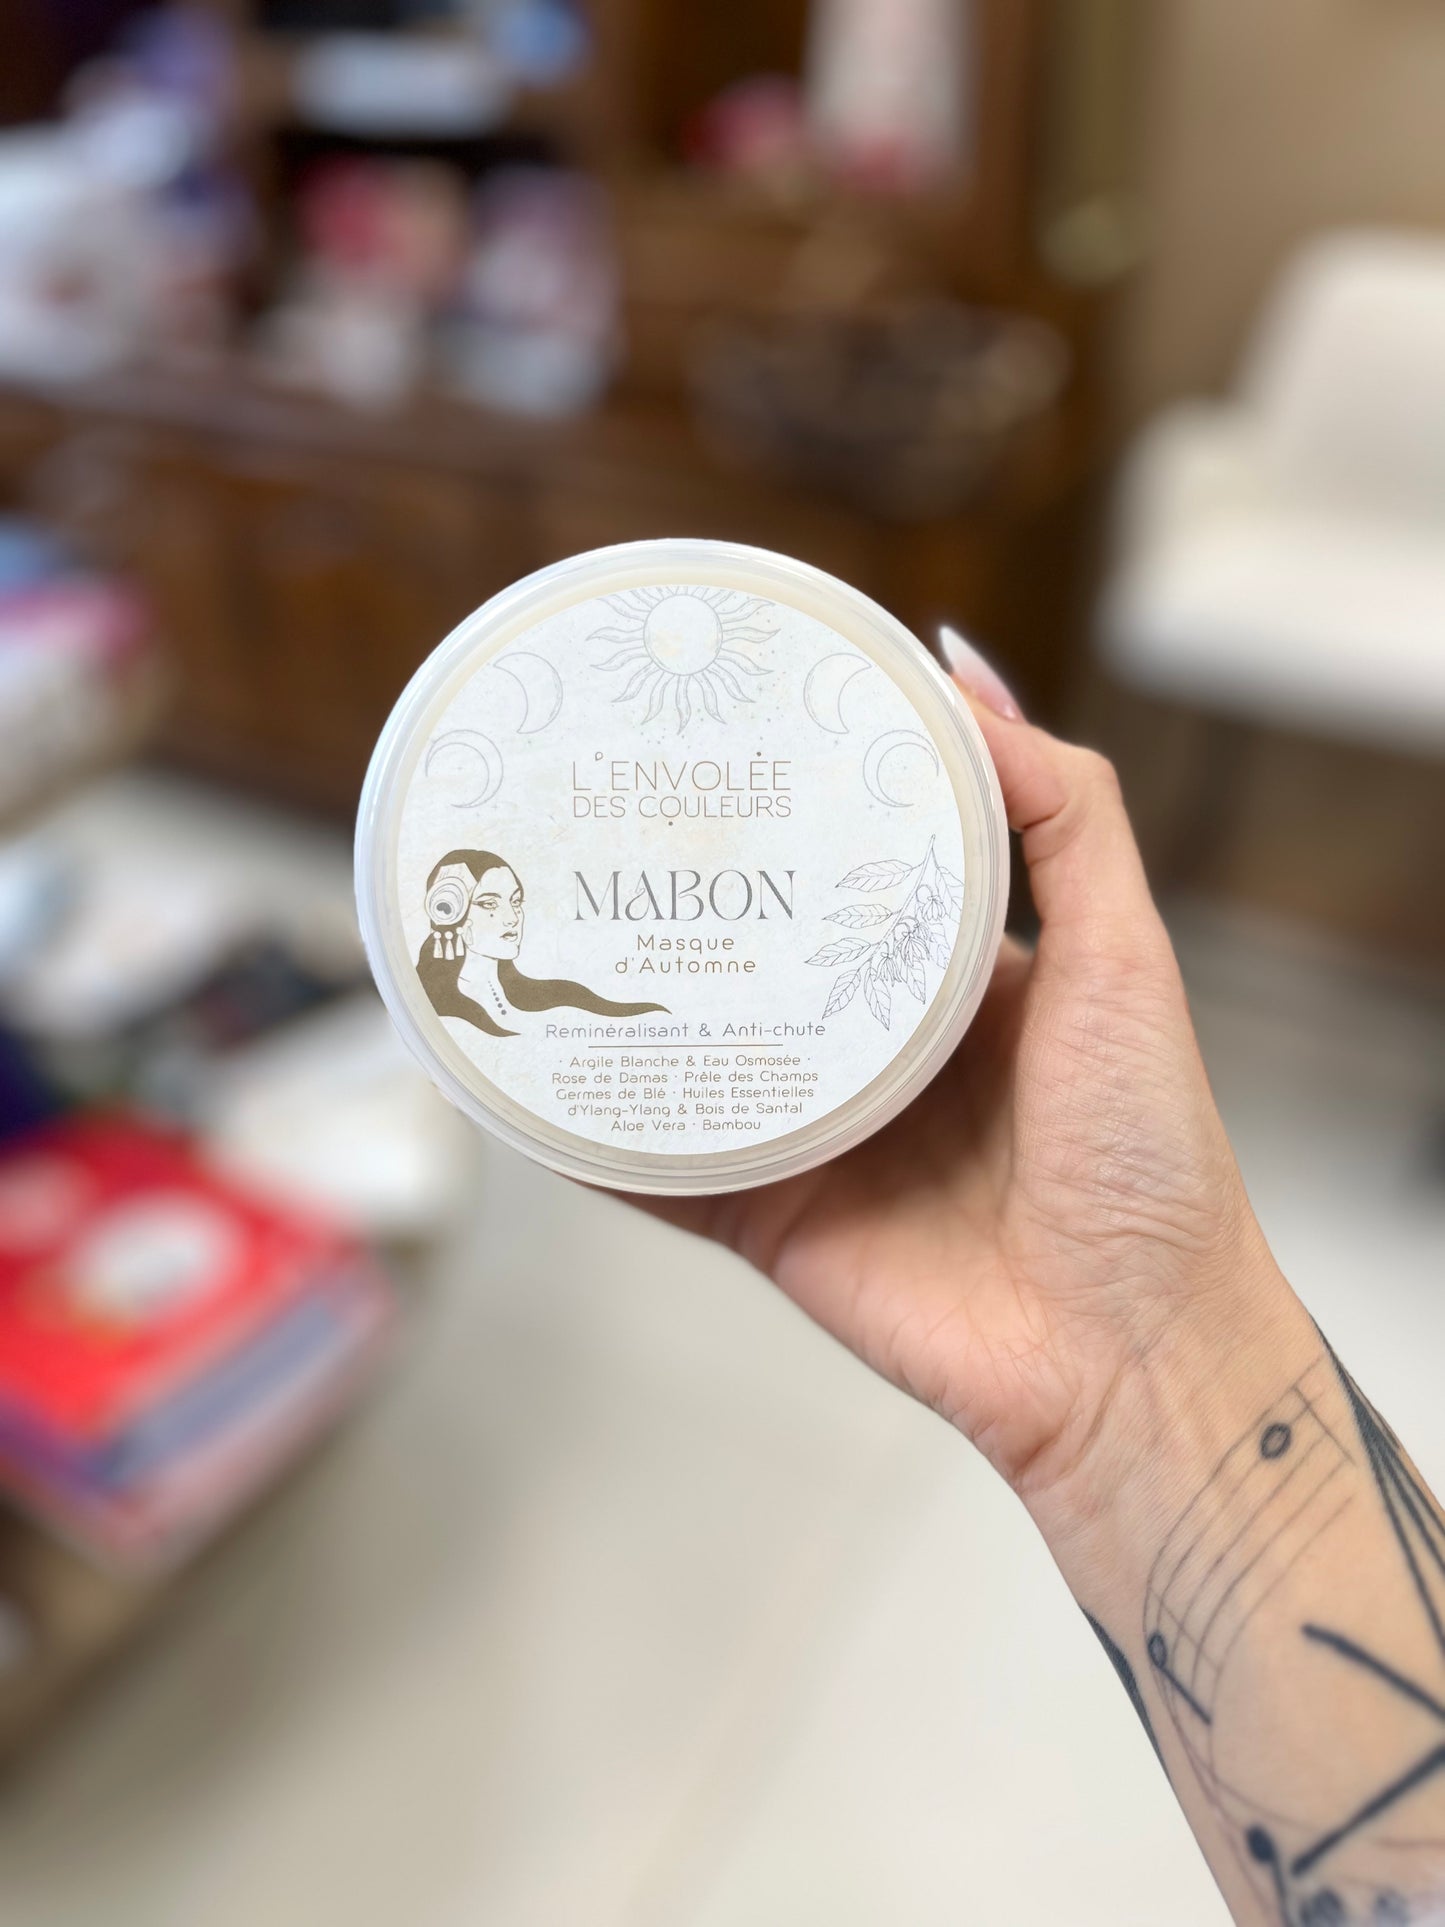 L'ENVOLÉE
DES COULEURS
MABON
Masque
d'Automne
Reminéralisant & Anti-chute
· Argile Blanche & Eau Osmosée ·
Rose de Damas · Prêle des Champs
Germes de Blé · Huiles Essentielles
d'Ylang-Ylang & Bois de Santal
Aloe Vera · Bambou